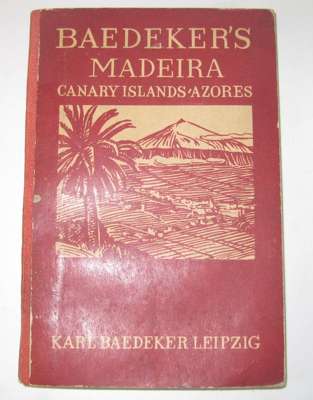 BAEDEKER'S
MADEIRA
CANARY ISLANDS·AZORES
KARL BAEDEKER LEIPZIG